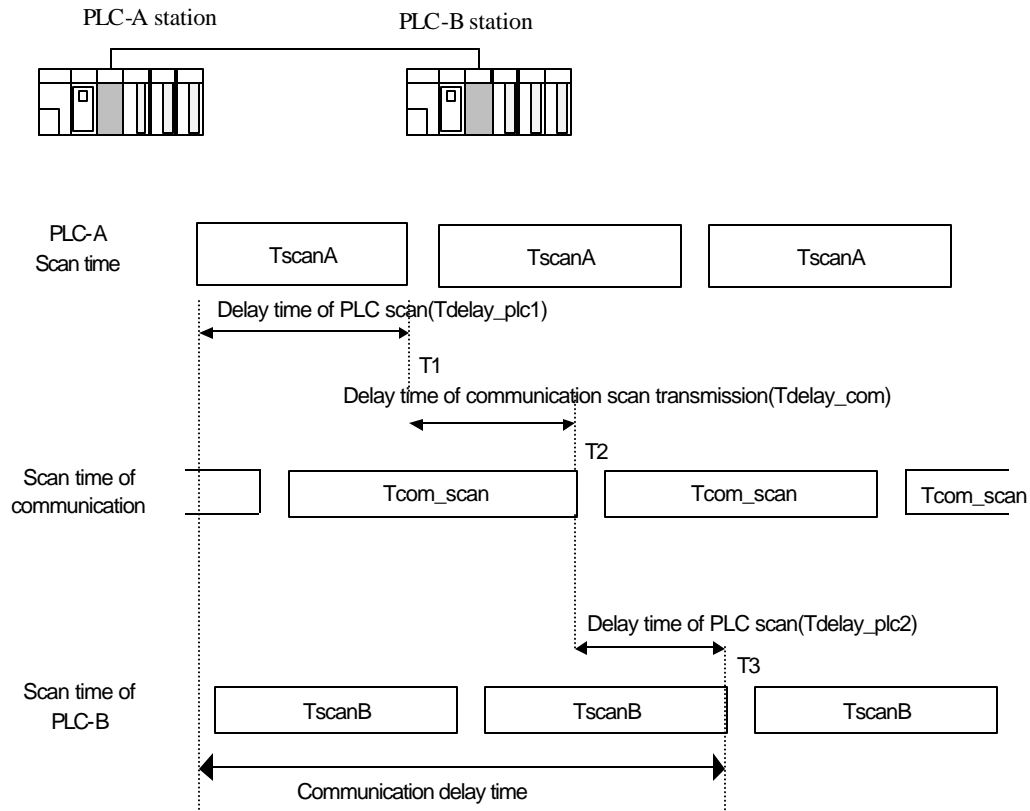 PLC-A station
PLC-B station
PLC-A
Scan time
TscanA
TscanA
TscanA
Delay time of PLC scan(Tdelay_plc1)
T1
Delay time of communication scan transmission(Tdelay_com)
T2
Scan time of
communication
Tcom_scan
Tcom_scan
Tcom_scan
Delay time of PLC scan(Tdelay_plc2)
T3
Scan time of
PLC-B
TscanB
TscanB
TscanB
Communication delay time